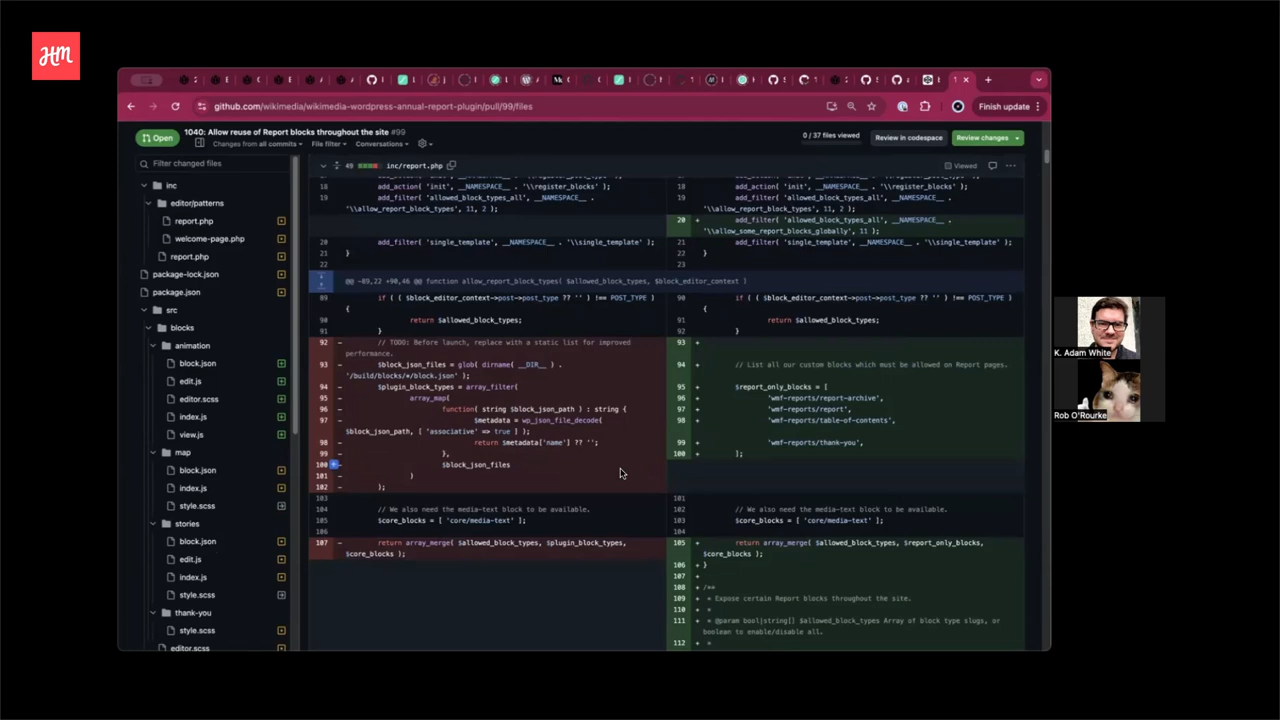 HM
github.com/wikimedia/wikimedia-wordpress-annual-report-plugin/pull/99/files
Finish update
Open
1040: Allow reuse of Report blocks throughout the site #99
Changes from all commits
File filter
Conversations
0 / 37 files viewed
Review in codespace
Review changes
Filter changed files
inc
editor/patterns
report.php
welcome-page.php
report.php
package-lock.json
package.json
src
blocks
animation
block.json
edit.js
editor.scss
index.js
view.js
map
block.json
index.js
style.scss
stories
block.json
edit.js
index.js
style.scss
thank-you
style.scss
editor.scss
49
inc/report.php
Viewed
18 add_action( 'init', __NAMESPACE__ . '\\register_blocks' );
19 add_filter( 'allowed_block_types_all', __NAMESPACE__ .
'\\allow_report_block_types', 11, 2 );
20 add_filter( 'single_template', __NAMESPACE__ . '\\single_template' );
21 }
22
@@ -89,22 +90,46 @@ function allow_report_block_types( $allowed_block_types, $block_editor_context )
89 if ( ( $block_editor_context->post->post_type ?? '' ) !== POST_TYPE )
{
90 return $allowed_block_types;
91 }
92 - // TODO: Before launch, replace with a static list for improved
performance.
93 - $block_json_files = glob( dirname( __DIR__ ) .
'/build/blocks/*/block.json' );
94 - $plugin_block_types = array_filter(
95 - array_map(
96 - function( string $block_json_path ) : string {
97 - $metadata = wp_json_file_decode(
$block_json_path, [ 'associative' => true ] );
98 - return $metadata['name'] ?? '';
99 - },
100 - $block_json_files
101 - )
102 - );
103
104 // We also need the media-text block to be available.
105 $core_blocks = [ 'core/media-text' ];
106
107 - return array_merge( $allowed_block_types, $plugin_block_types,
$core_blocks );
18 add_action( 'init', __NAMESPACE__ . '\\register_blocks' );
19 add_filter( 'allowed_block_types_all', __NAMESPACE__ .
'\\allow_report_block_types', 11, 2 );
20 + add_filter( 'allowed_block_types_all', __NAMESPACE__ .
'\\allow_some_report_blocks_globally', 11 );
21 add_filter( 'single_template', __NAMESPACE__ . '\\single_template' );
22 }
23
90 if ( ( $block_editor_context->post->post_type ?? '' ) !== POST_TYPE )
{
91 return $allowed_block_types;
92 }
93 +
94 + // List all our custom blocks which must be allowed on Report pages.
95 + $report_only_blocks = [
96 + 'wmf-reports/report-archive',
97 + 'wmf-reports/report',
98 + 'wmf-reports/table-of-contents',
99 + 'wmf-reports/thank-you',
100 + ];
101
102 // We also need the media-text block to be available.
103 $core_blocks = [ 'core/media-text' ];
104
105 + return array_merge( $allowed_block_types, $report_only_blocks,
$core_blocks );
106 + }
107 +
108 + /**
109 + * Expose certain Report blocks throughout the site.
110 + *
111 + * @param bool|string[] $allowed_block_types Array of block type slugs, or
boolean to enable/disable all.
112 + *
K. Adam White
Rob O'Rourke